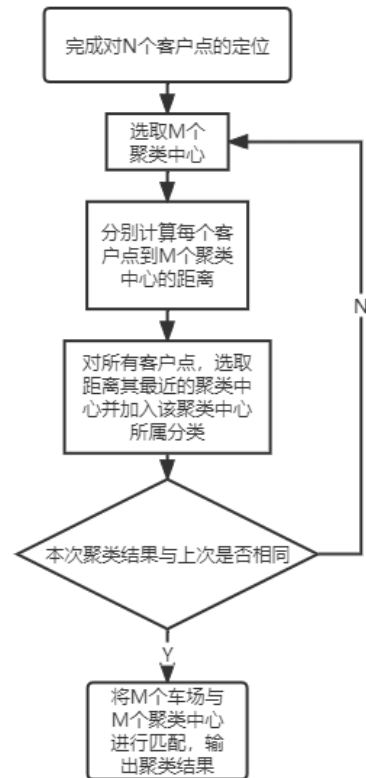 完成对N个客户点的定位
选取M个
聚类中心
分别计算每个客
户点到M个聚类
中心的距离
N
对所有客户点，选取
距离其最近的聚类中
心并加入该聚类中心
所属分类
本次聚类结果与上次是否相同
Y
将M个车场与
M个聚类中心
进行匹配，输
出聚类结果